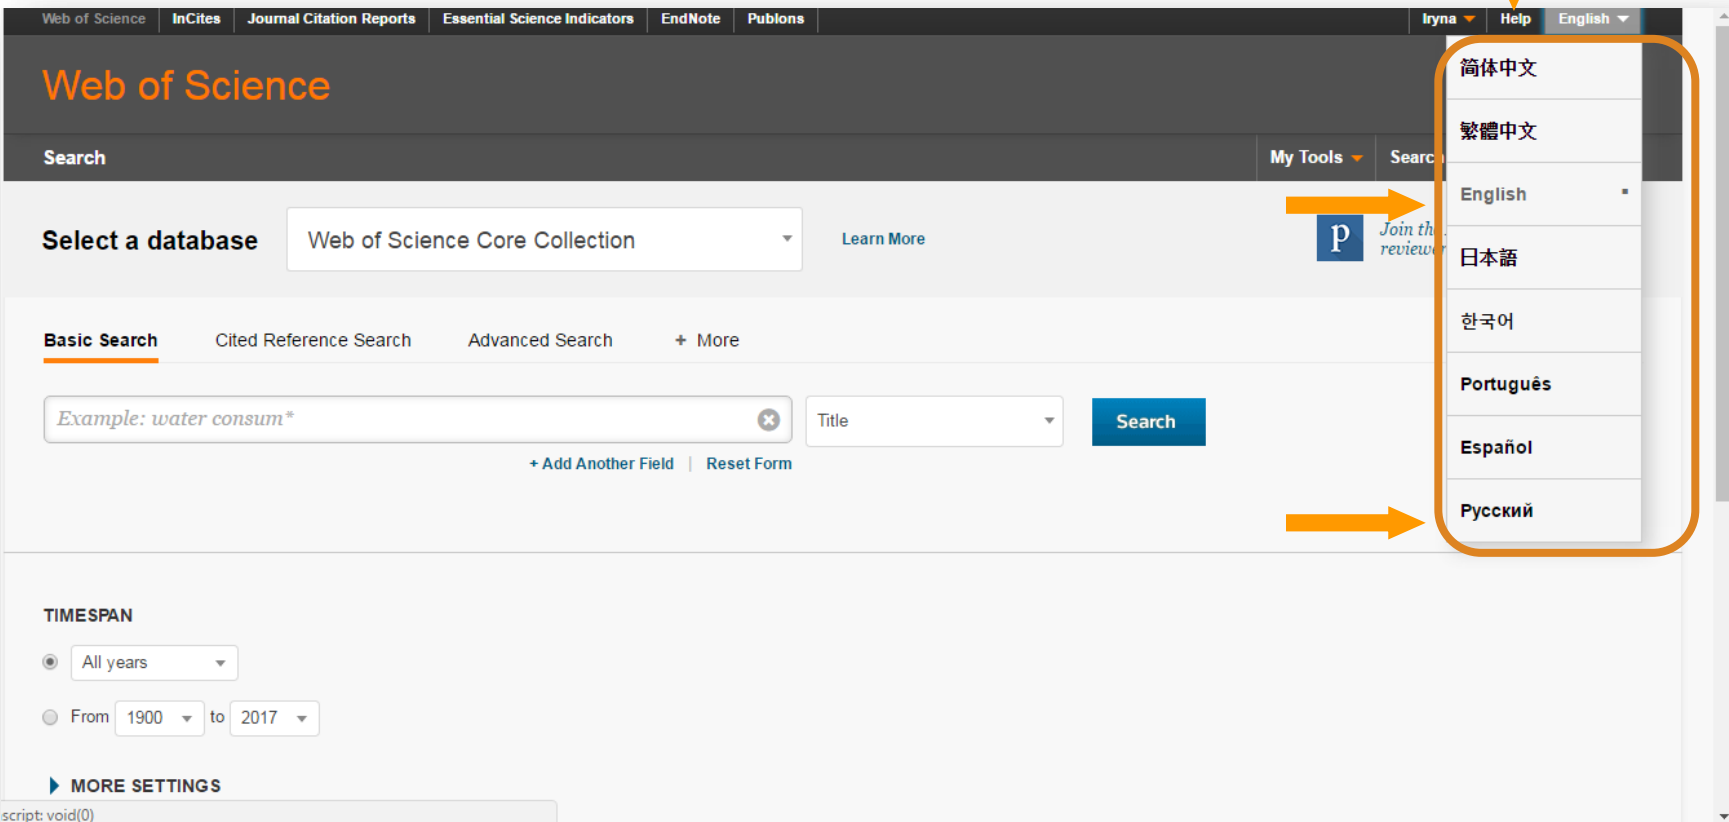 Web of Science InCites Journal Citation Reports Essential Science Indicators EndNote Publons Iryna Help English
Web of Science
简体中文
繁體中文
English
日本語
한국어
Português
Español
Русский
Search My Tools
Select a database Web of Science Core Collection Learn More
p Join
Basic Search Cited Reference Search Advanced Search + More
Example: water consum* Title Search
+ Add Another Field | Reset Form
TIMESPAN
All years
From 1900 to 2017
MORE SETTINGS
script: void(0)